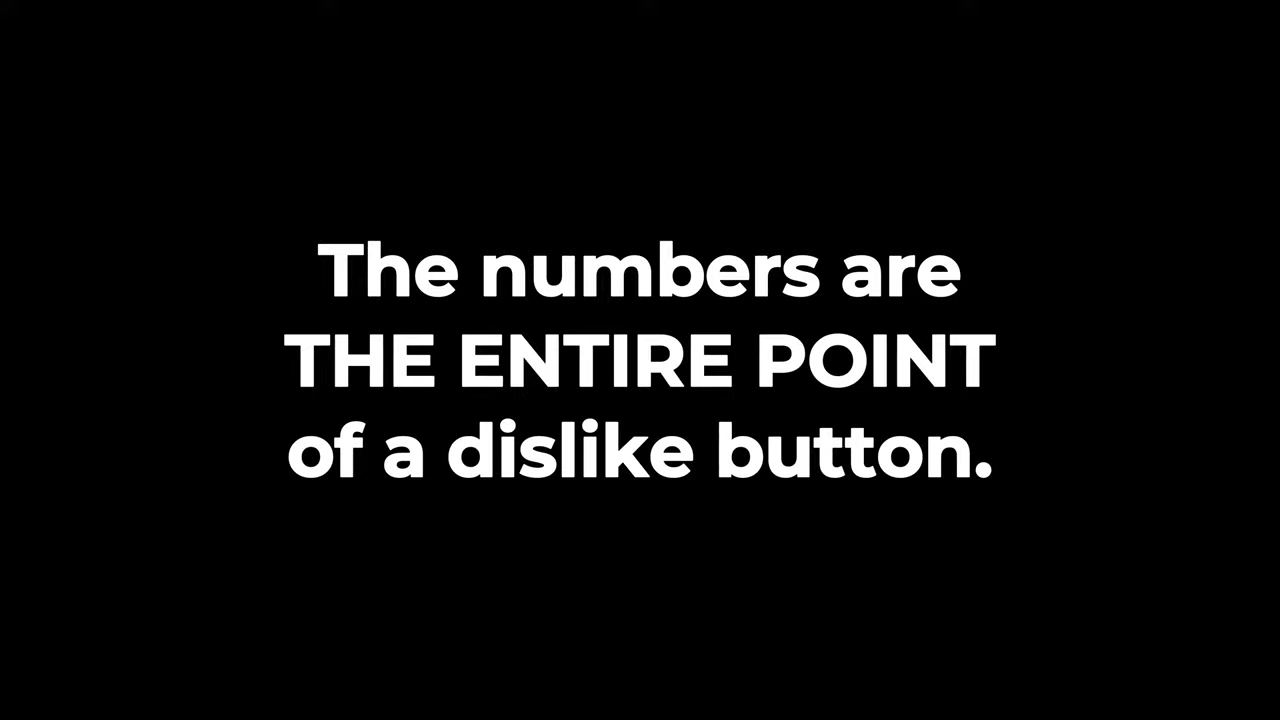 The numbers are
THE ENTIRE POINT
of a dislike button.